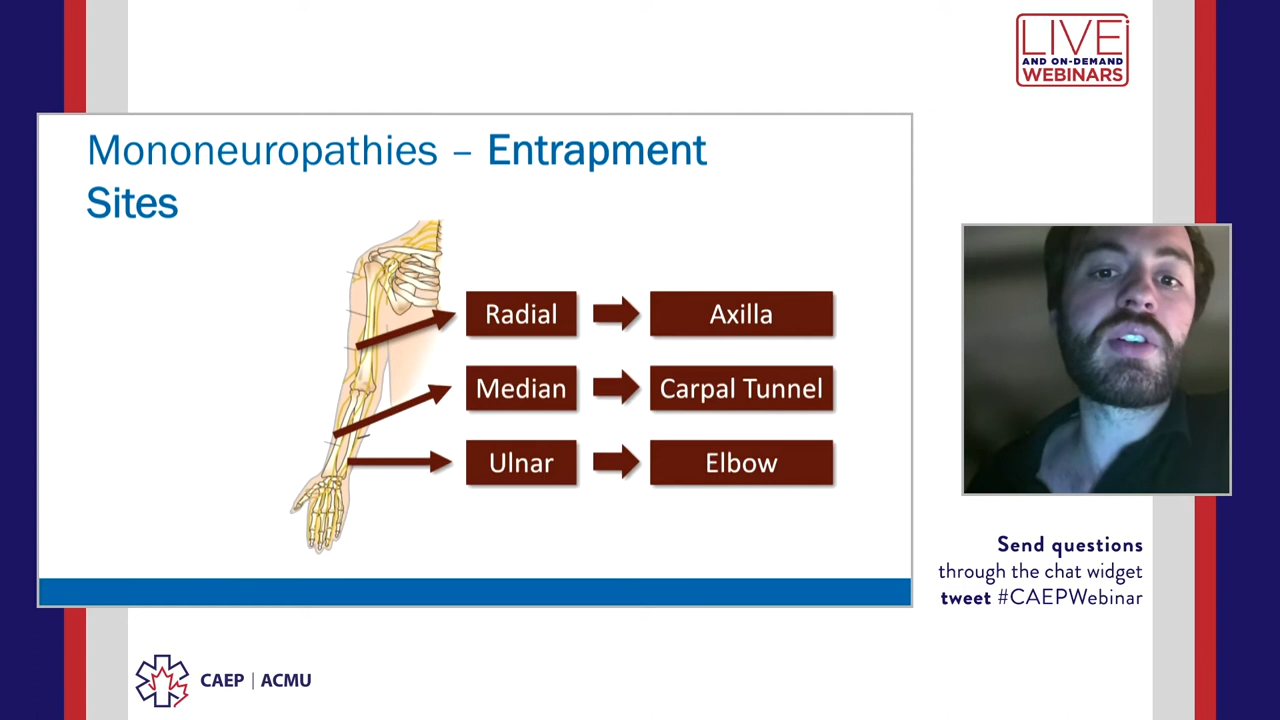 LIVE
AND ON-DEMAND
WEBINARS
Mononeuropathies – Entrapment
Sites
Radial
Axilla
Median
Carpal Tunnel
Ulnar
Elbow
Send questions
through the chat widget
tweet #CAEPWebinar
CAEP | ACMU